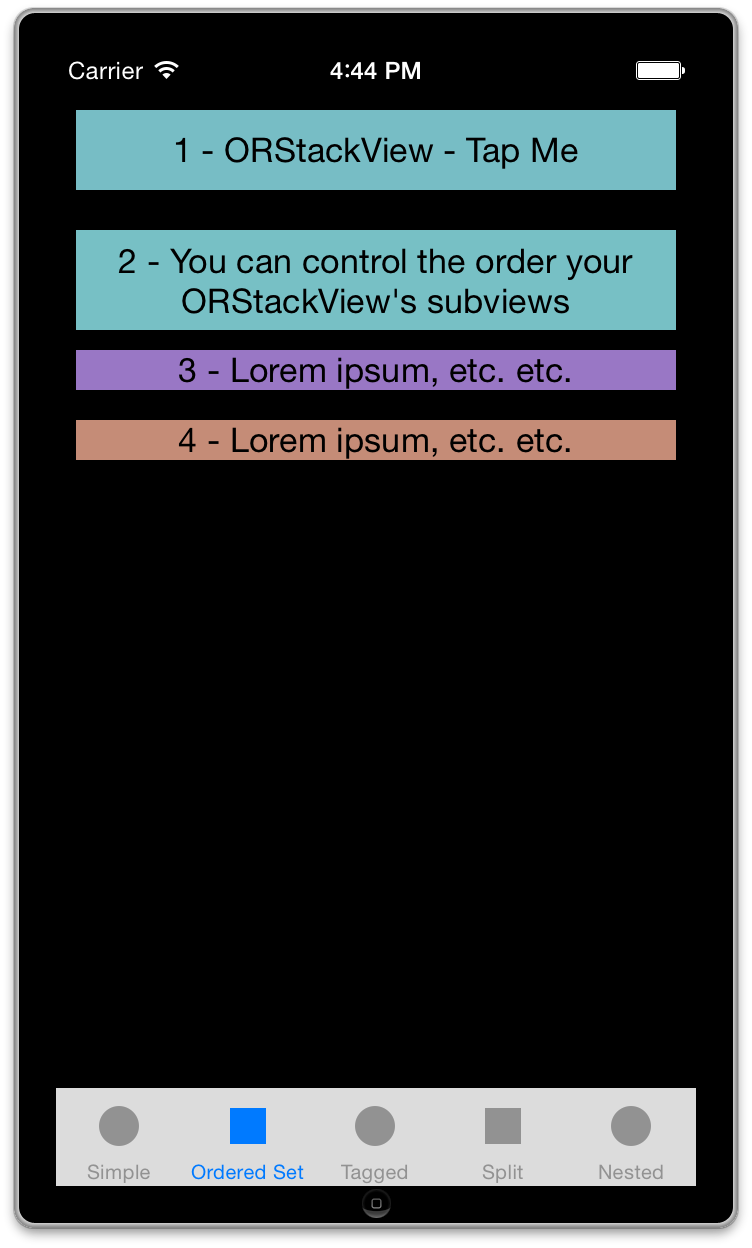 Carrier
4:44 PM
1 - ORStackView - Tap Me
2 - You can control the order your
ORStackView's subviews
3 - Lorem ipsum, etc. etc.
4 - Lorem ipsum, etc. etc.
Simple
Ordered Set
Tagged
Split
Nested